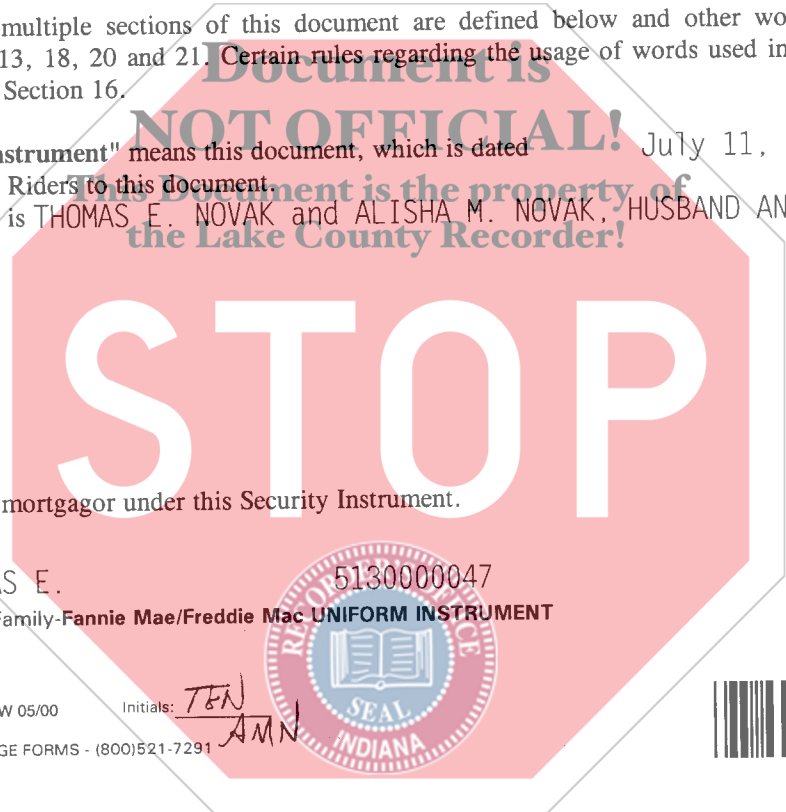 multiple sections of this document are defined below and other wo
13, 18, 20 and 21. Certain rules regarding the usage of words used in
Section 16.
Document is
NOT OFFICIAL!
This Document is the property of
the Lake County Recorder!
nstrument" means this document, which is dated July 11,
Riders to this document.
is THOMAS E. NOVAK and ALISHA M. NOVAK, HUSBAND AN
STOP
mortgagor under this Security Instrument.
AS E. 5130000047
Family-Fannie Mae/Freddie Mac UNIFORM INSTRUMENT
RECORDER'S OFFICE
SEAL
INDIANA
W 05/00 Initials: TEN
AMN
GE FORMS - (800)521-7291